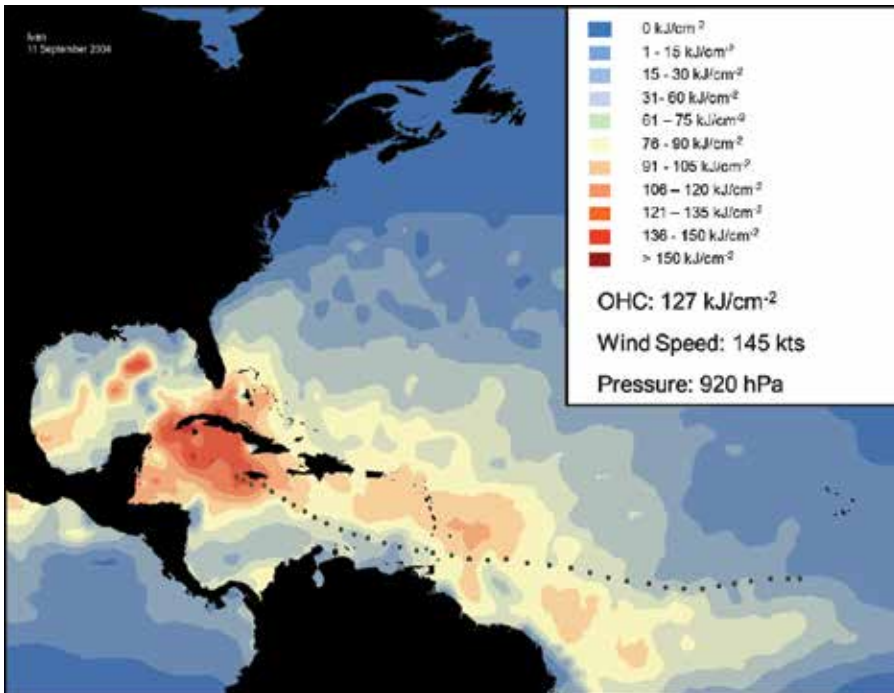 Ivan
11 September 2004
0 kJ/cm⁻²
1 - 15 kJ/cm⁻²
15 - 30 kJ/cm⁻²
31- 60 kJ/cm⁻²
61 – 75 kJ/cm⁻²
76 - 90 kJ/cm⁻²
91 - 105 kJ/cm⁻²
106 – 120 kJ/cm⁻²
121 – 135 kJ/cm⁻²
136 - 150 kJ/cm⁻²
> 150 kJ/cm⁻²
OHC: 127 kJ/cm⁻²
Wind Speed: 145 kts
Pressure: 920 hPa